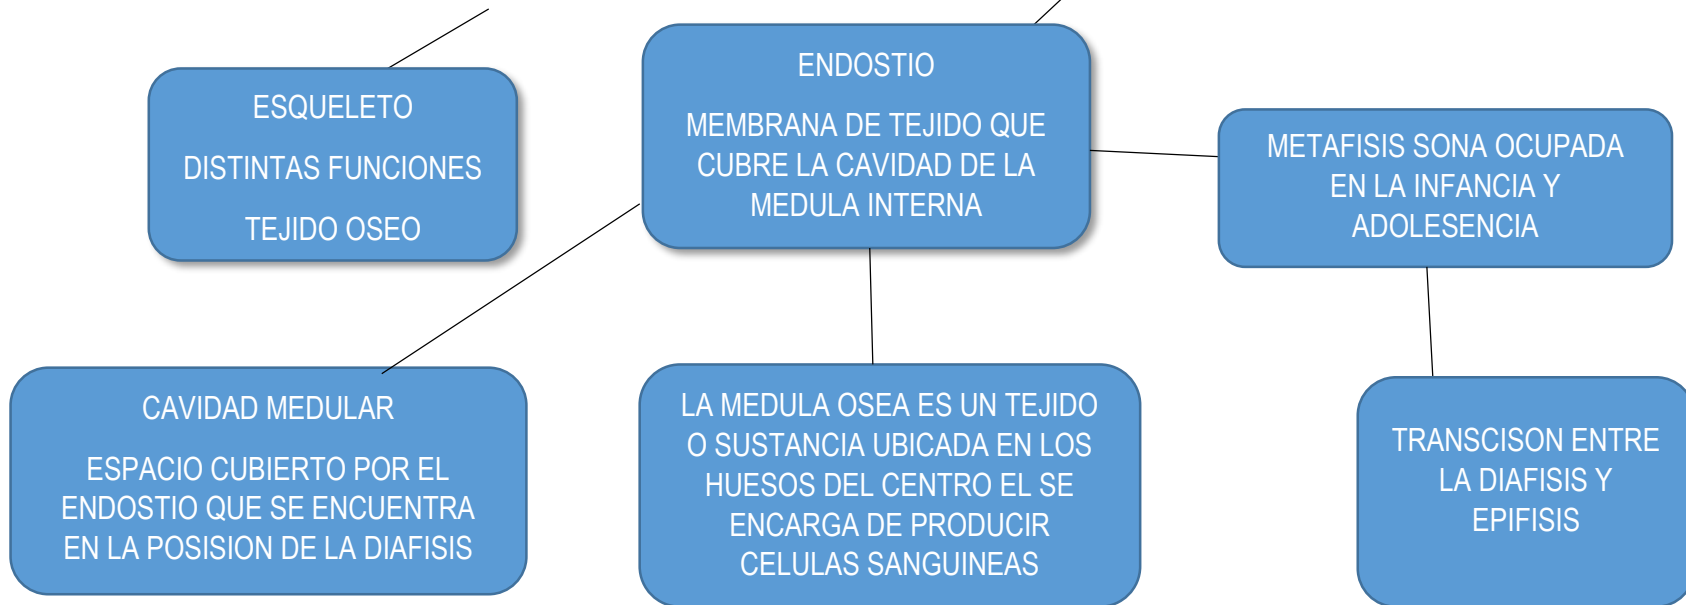 ESQUELETO
DISTINTAS FUNCIONES
TEJIDO OSEO
ENDOSTIO
MEMBRANA DE TEJIDO QUE
CUBRE LA CAVIDAD DE LA
MEDULA INTERNA
METAFISIS SONA OCUPADA
EN LA INFANCIA Y
ADOLESENCIA
CAVIDAD MEDULAR
ESPACIO CUBIERTO POR EL
ENDOSTIO QUE SE ENCUENTRA
EN LA POSISION DE LA DIAFISIS
LA MEDULA OSEA ES UN TEJIDO
O SUSTANCIA UBICADA EN LOS
HUESOS DEL CENTRO EL SE
ENCARGA DE PRODUCIR
CELULAS SANGUINEAS
TRANSCISON ENTRE
LA DIAFISIS Y
EPIFISIS